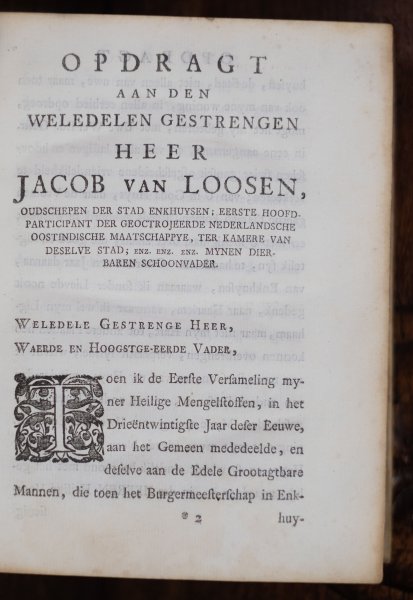 OPDRAGT
AAN DEN
WELEDELEN GESTRENGEN
HEER
JACOB VAN LOOSEN,
OUDSCHEPEN DER STAD ENKHUYSEN; EERSTE HOOFD-
PARTICIPANT DER GEOCTROJEERDE NEDERLANDSCHE
OOSTINDISCHE MAATSCHAPPYE, TER KAMERE VAN
DESELVE STAD; ENZ. ENZ. ENZ. MYNEN DIER-
BAREN SCHOONVADER.
WELEDELE GESTRENGE HEER,
WAERDE EN HOOGSTGE-EERDE VADER,
Toen ik de Eerste Versameling my-
ner Heilige Mengelstoffen, in het
Drieëntwintigste Jaar deser Eeuwe,
aan het Gemeen mededeelde, en
deselve aan de Edele Grootagtbare
Mannen, die toen het Burgermeesterschap in Enk-
* 2 huy-